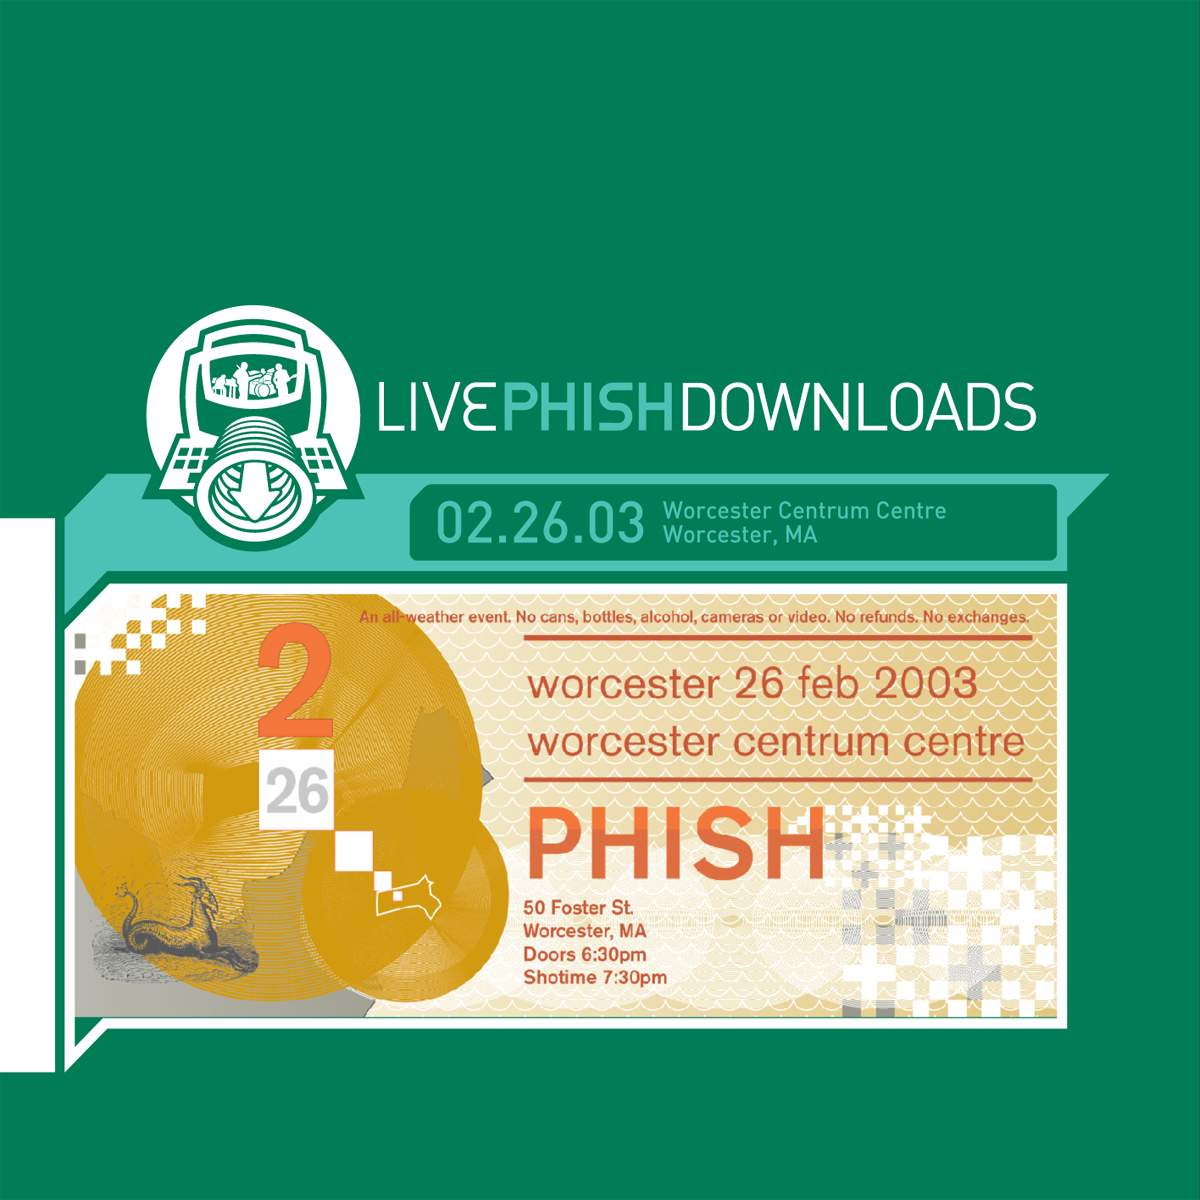 LIVEPHISHDOWNLOADS
02.26.03
Worcester Centrum Centre
Worcester, MA
An all-weather event. No cans, bottles, alcohol, cameras or video. No refunds. No exchanges.
2
26
worcester 26 feb 2003
worcester centrum centre
PHISH
50 Foster St.
Worcester, MA
Doors 6:30pm
Shotime 7:30pm